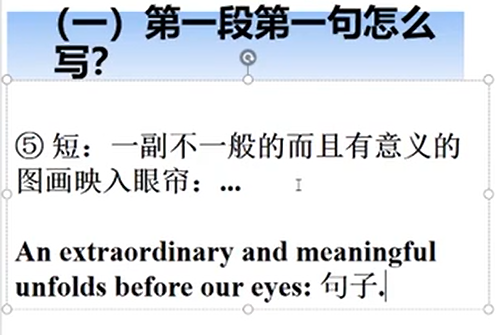 （一）第一段第一句怎么
写？
⑤ 短：一副不一般的而且有意义的
图画映入眼帘：...
An extraordinary and meaningful
unfolds before our eyes: 句子.